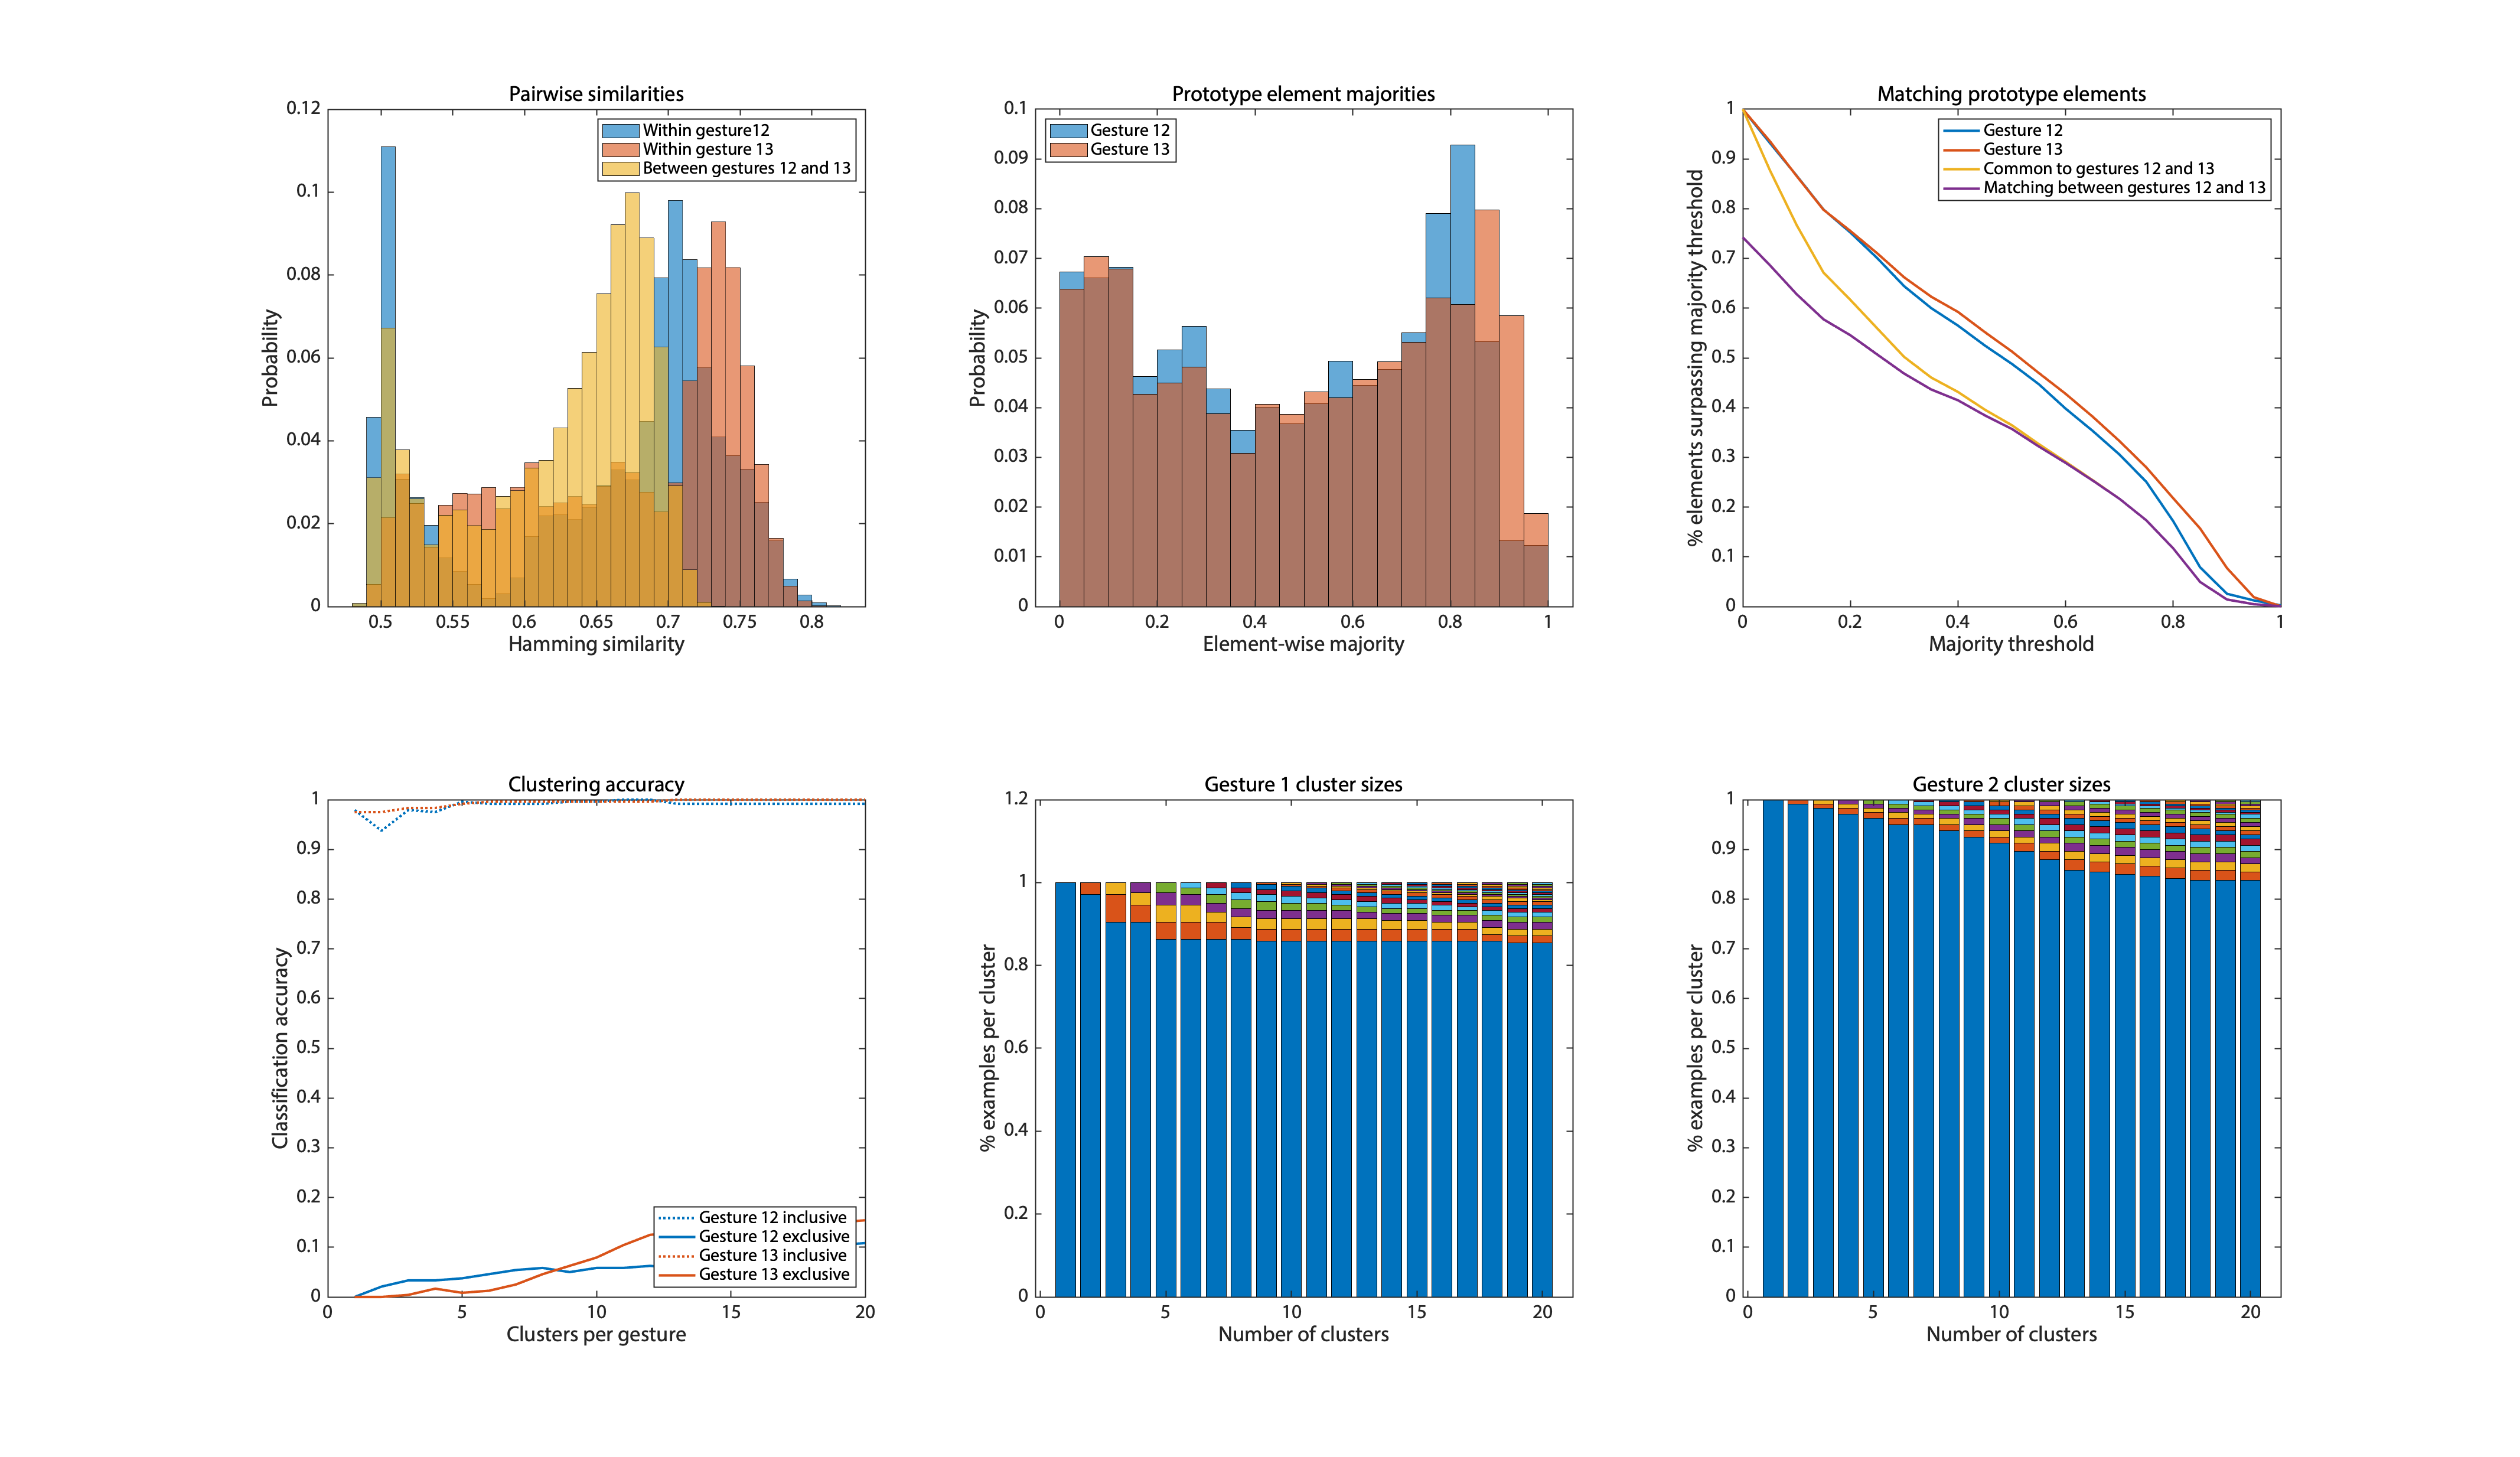 Pairwise similarities
0.12
0.1
0.08
0.06
0.04
0.02
0
Probability
Within gesture12
Within gesture 13
Between gestures 12 and 13
0.5 0.55 0.6 0.65 0.7 0.75 0.8
Hamming similarity
Prototype element majorities
0.1
0.09
0.08
0.07
0.06
0.05
0.04
0.03
0.02
0.01
0
Probability
Gesture 12
Gesture 13
0 0.2 0.4 0.6 0.8 1
Element-wise majority
Matching prototype elements
1
0.9
0.8
0.7
0.6
0.5
0.4
0.3
0.2
0.1
0
% elements surpassing majority threshold
Gesture 12
Gesture 13
Common to gestures 12 and 13
Matching between gestures 12 and 13
0 0.2 0.4 0.6 0.8 1
Majority threshold
Clustering accuracy
1
0.9
0.8
0.7
0.6
0.5
0.4
0.3
0.2
0.1
0
Classification accuracy
Gesture 12 inclusive
Gesture 12 exclusive
Gesture 13 inclusive
Gesture 13 exclusive
0 5 10 15 20
Clusters per gesture
Gesture 1 cluster sizes
1.2
1
0.8
0.6
0.4
0.2
0
% examples per cluster
0 5 10 15 20
Number of clusters
Gesture 2 cluster sizes
1
0.9
0.8
0.7
0.6
0.5
0.4
0.3
0.2
0.1
0
% examples per cluster
0 5 10 15 20
Number of clusters